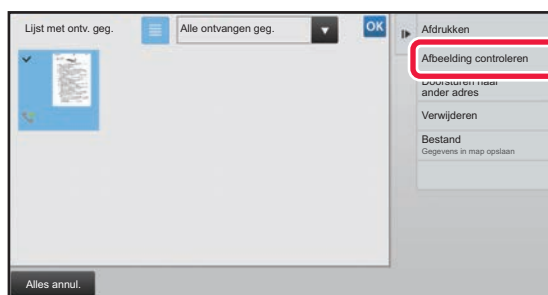 Lijst met ontv. geg.
Alle ontvangen geg.
OK
Afdrukken
Afbeelding controleren
Doorsturen naar
ander adres
Verwijderen
Bestand
Gegevens in map opslaan
Alles annul.